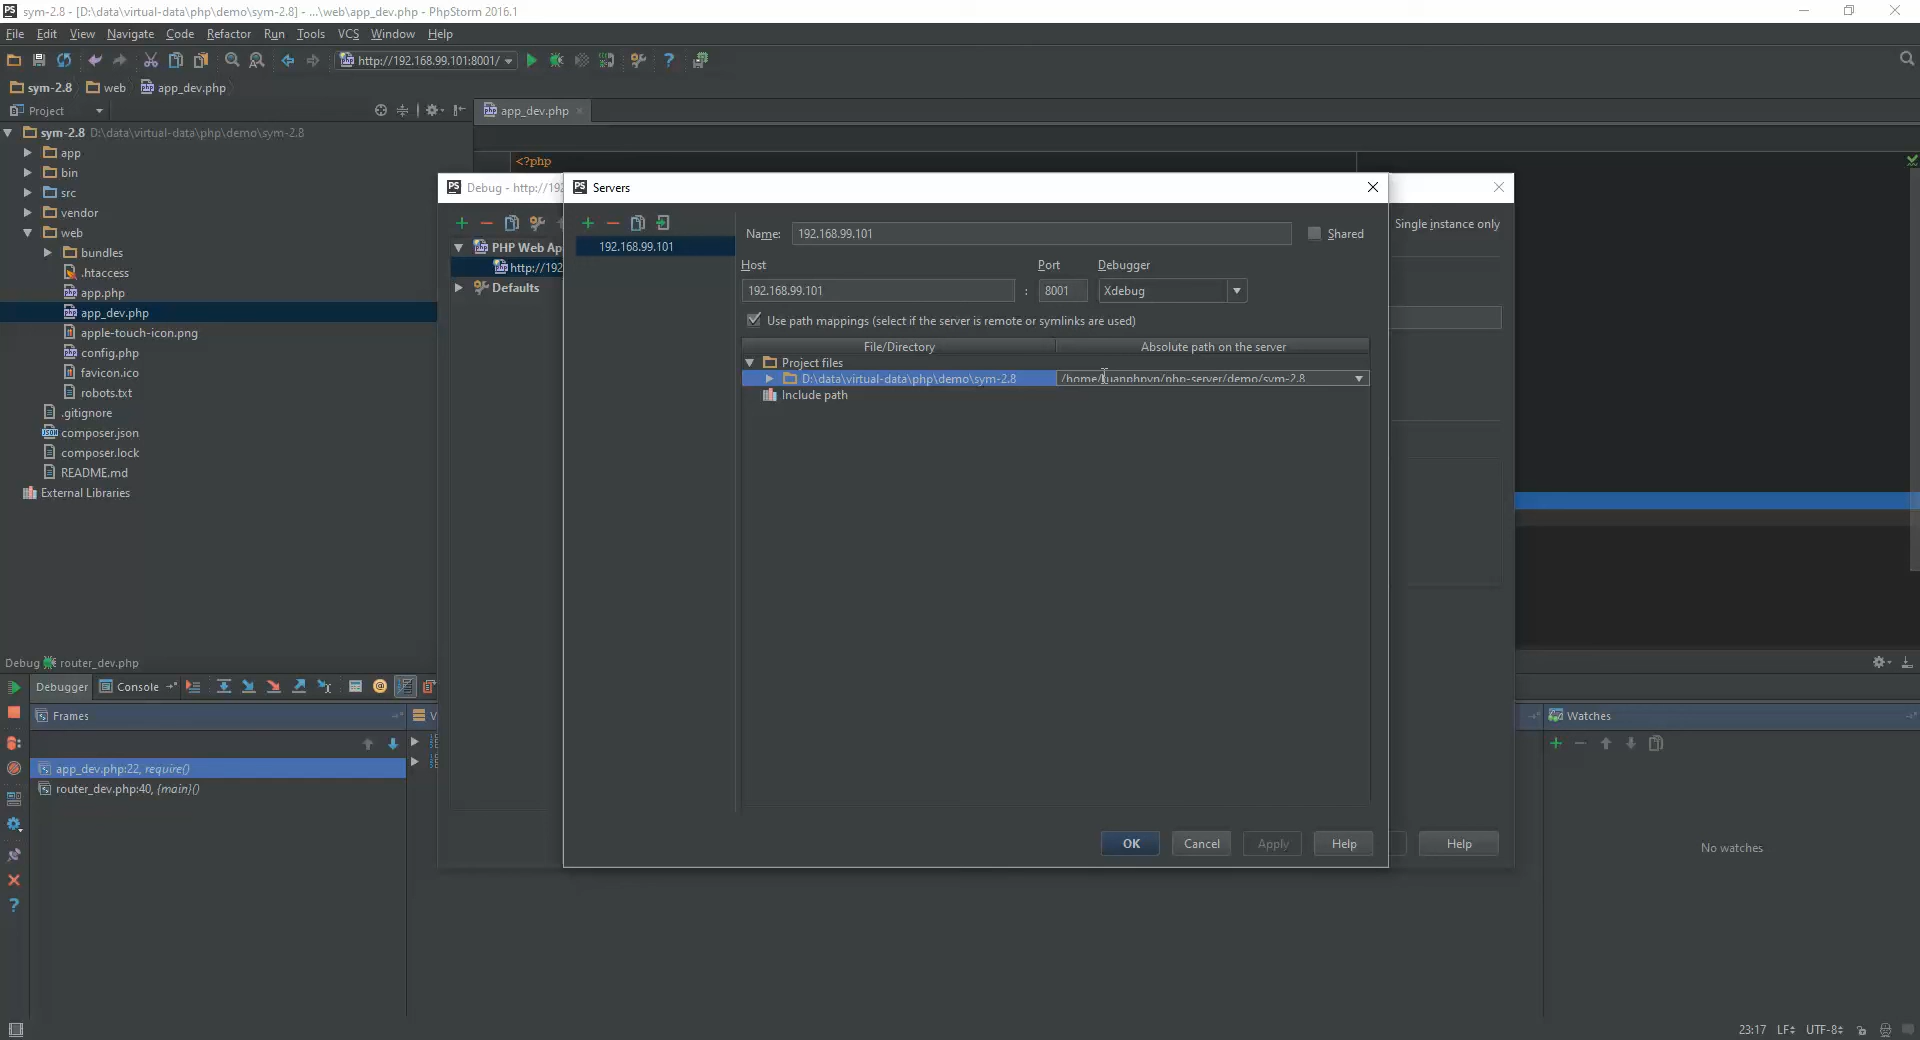 sym-2.8 - [D:\data\virtual-data\php\demo\sym-2.8] - ...\web\app_dev.php - PhpStorm 2016.1
File Edit View Navigate Code Refactor Run Tools VCS Window Help
http://192.168.99.101:8001/
sym-2.8 web app_dev.php
Project
app_dev.php
sym-2.8 D:\data\virtual-data\php\demo\sym-2.8
app
bin
src
vendor
web
bundles
.htaccess
app.php
app_dev.php
apple-touch-icon.png
config.php
favicon.ico
robots.txt
.gitignore
composer.json
composer.lock
README.md
External Libraries
<?php
Debug - http://192
PHP Web Ap
http://192
Defaults
Single instance only
Help
Servers
192.168.99.101
Name: 192.168.99.101 Shared
Host Port Debugger
192.168.99.101 : 8001 Xdebug
Use path mappings (select if the server is remote or symlinks are used)
File/Directory Absolute path on the server
Project files
D:\data\virtual-data\php\demo\sym-2.8
Include path
OK Cancel Apply Help
Debug router_dev.php
Debugger Console
Frames V
app_dev.php:22, require()
router_dev.php:40, {main}()
Watches
No watches
23:17 LF UTF-8